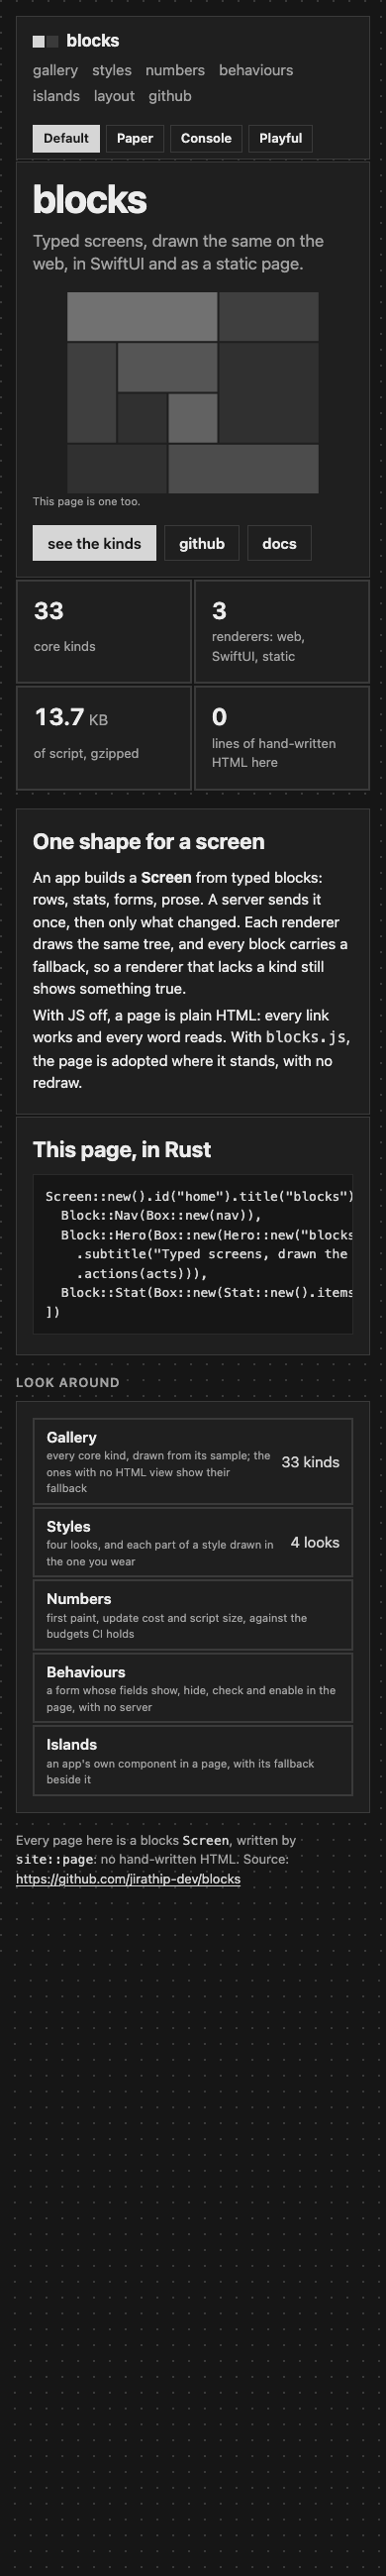 blocks
gallery styles numbers behaviours
islands layout github
Default Paper Console Playful
blocks
Typed screens, drawn the same on the
web, in SwiftUI and as a static page.
This page is one too.
see the kinds github docs
33
core kinds
3
renderers: web,
SwiftUI, static
13.7 KB
of script, gzipped
0
lines of hand-written
HTML here
One shape for a screen
An app builds a Screen from typed blocks:
rows, stats, forms, prose. A server sends it
once, then only what changed. Each renderer
draws the same tree, and every block carries a
fallback, so a renderer that lacks a kind still
shows something true.
With JS off, a page is plain HTML: every link
works and every word reads. With blocks.js,
the page is adopted where it stands, with no
redraw.
This page, in Rust
Screen::new().id("home").title("blocks")
Block::Nav(Box::new(nav)),
Block::Hero(Box::new(Hero::new("blocks
.subtitle("Typed screens, drawn the
.actions(acts))),
Block::Stat(Box::new(Stat::new().items
])
LOOK AROUND
Gallery
every core kind, drawn from its sample; the
ones with no HTML view show their
fallback
33 kinds
Styles
four looks, and each part of a style drawn in
the one you wear
4 looks
Numbers
first paint, update cost and script size, against the
budgets CI holds
Behaviours
a form whose fields show, hide, check and enable in the
page, with no server
Islands
an app's own component in a page, with its fallback
beside it
Every page here is a blocks Screen, written by
site::page: no hand-written HTML. Source:
https://github.com/jirathip-dev/blocks